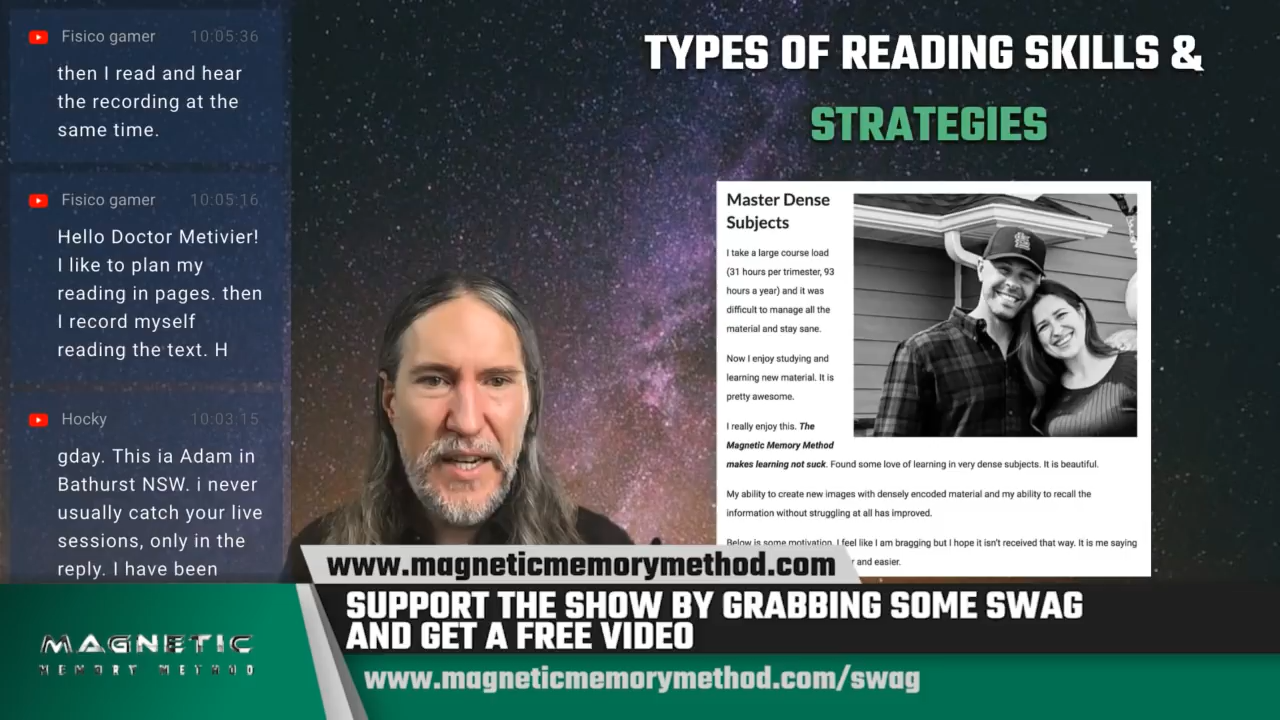 Fisico gamer 10:05:36
then I read and hear
the recording at the
same time.
Fisico gamer 10:05:16
Hello Doctor Metivier!
I like to plan my
reading in pages. then
I record myself
reading the text. H
Hocky 10:03:15
gday. This ia Adam in
Bathurst NSW. i never
usually catch your live
sessions, only in the
reply. I have been
TYPES OF READING SKILLS &
STRATEGIES
Master Dense
Subjects
I take a large course load
(31 hours per trimester, 93
hours a year) and it was
difficult to manage all the
material and stay sane.
Now I enjoy studying and
learning new material. It is
pretty awesome.
I really enjoy this. The
Magnetic Memory Method
makes learning not suck. Found some love of learning in very dense subjects. It is beautiful.
My ability to create new images with densely encoded material and my ability to recall the
information without struggling at all has improved.
Below is some motivation. I feel like I am bragging but I hope it isn't received that way. It is me saying
and easier.
www.magneticmemorymethod.com
SUPPORT THE SHOW BY GRABBING SOME SWAG
AND GET A FREE VIDEO
www.magneticmemorymethod.com/swag
MAGNETIC
MEMORY METHOD